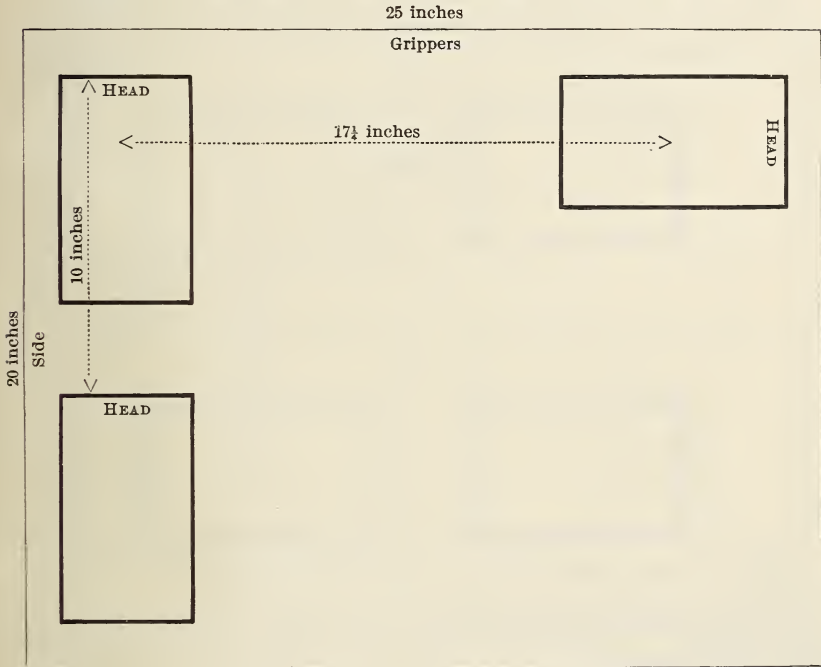 25 inches
Grippers
HEAD
17¼ inches
HEAD
10 inches
20 inches
Side
HEAD